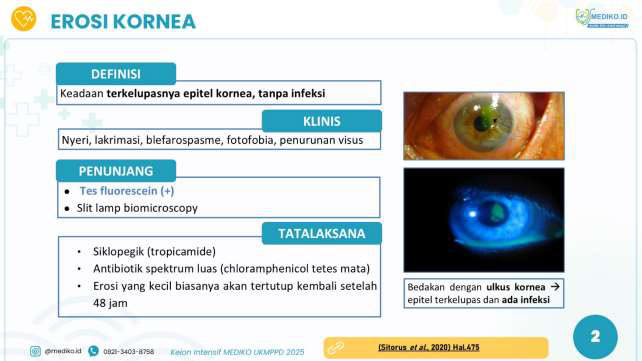 EROSI KORNEA
MEDIKO.ID
DEFINISI
Keadaan terkelupasnya epitel kornea, tanpa infeksi
KLINIS
Nyeri, lakrimasi, blefarospasme, fotofobia, penurunan visus
PENUNJANG
● Tes fluorescein (+)
● Slit lamp biomicroscopy
TATALAKSANA
• Siklopegik (tropicamide)
• Antibiotik spektrum luas (chloramphenicol tetes mata)
• Erosi yang kecil biasanya akan tertutup kembali setelah
48 jam
Bedakan dengan ulkus kornea →
epitel terkelupas dan ada infeksi
@mediko.id 0821-3403-8758 Kelon Intensif MEDIKO UKMPPD 2025
(Sitorus et al., 2020) Hal.475
2